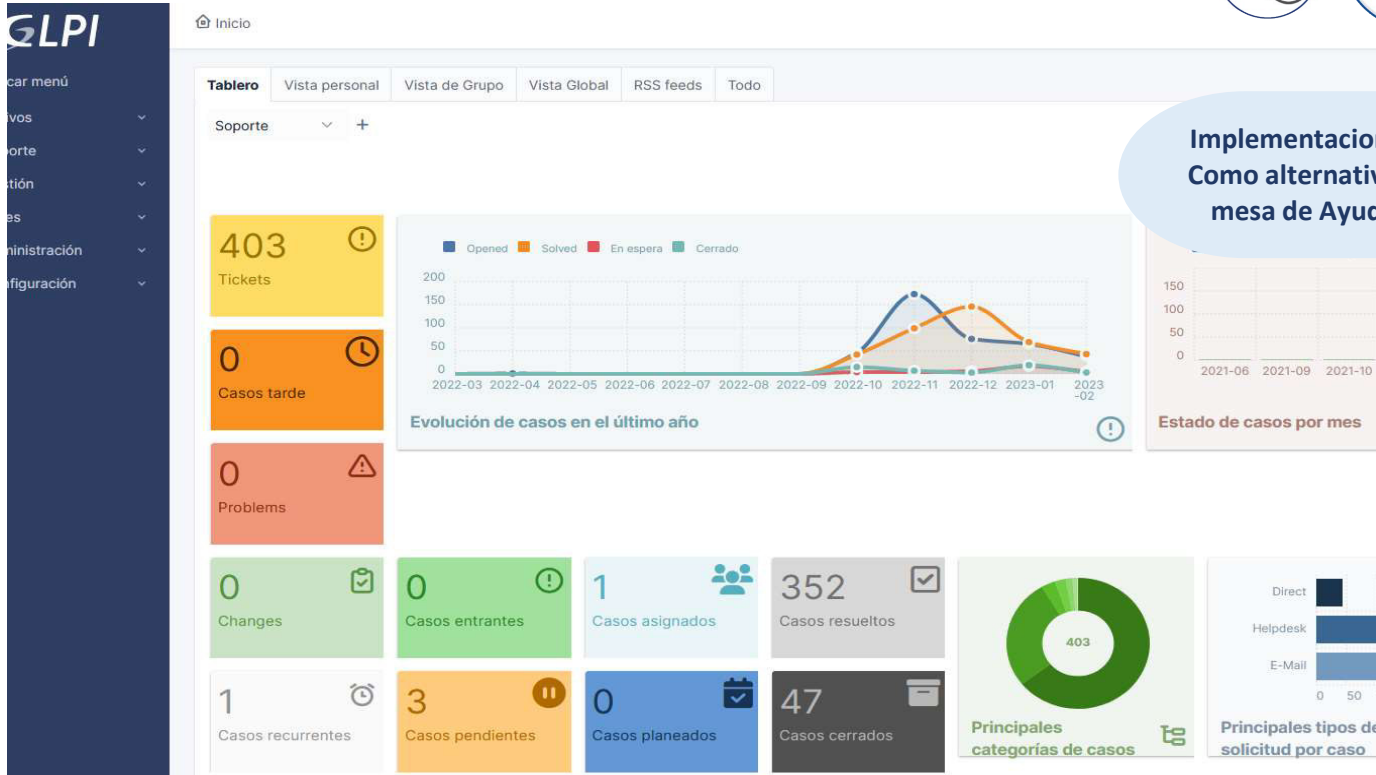 GLPI
Inicio
car menú
ivos
orte
tión
es
ninistración
nfiguración
Tablero
Vista personal
Vista de Grupo
Vista Global
RSS feeds
Todo
Soporte
Implementacion
Como alternativ
mesa de Ayud
403
Tickets
0
Casos tarde
0
Problems
Opened Solved En espera Cerrado
200
150
100
50
0
2022-03 2022-04 2022-05 2022-06 2022-07 2022-08 2022-09 2022-10 2022-11 2022-12 2023-01 2023
-02
Evolución de casos en el último año
150
100
50
0
2021-06 2021-09 2021-10
Estado de casos por mes
0
Changes
0
Casos entrantes
1
Casos asignados
352
Casos resueltos
1
Casos recurrentes
3
Casos pendientes
0
Casos planeados
47
Casos cerrados
403
Principales
categorías de casos
Direct
Helpdesk
E-Mail
0 50
Principales tipos de
solicitud por caso